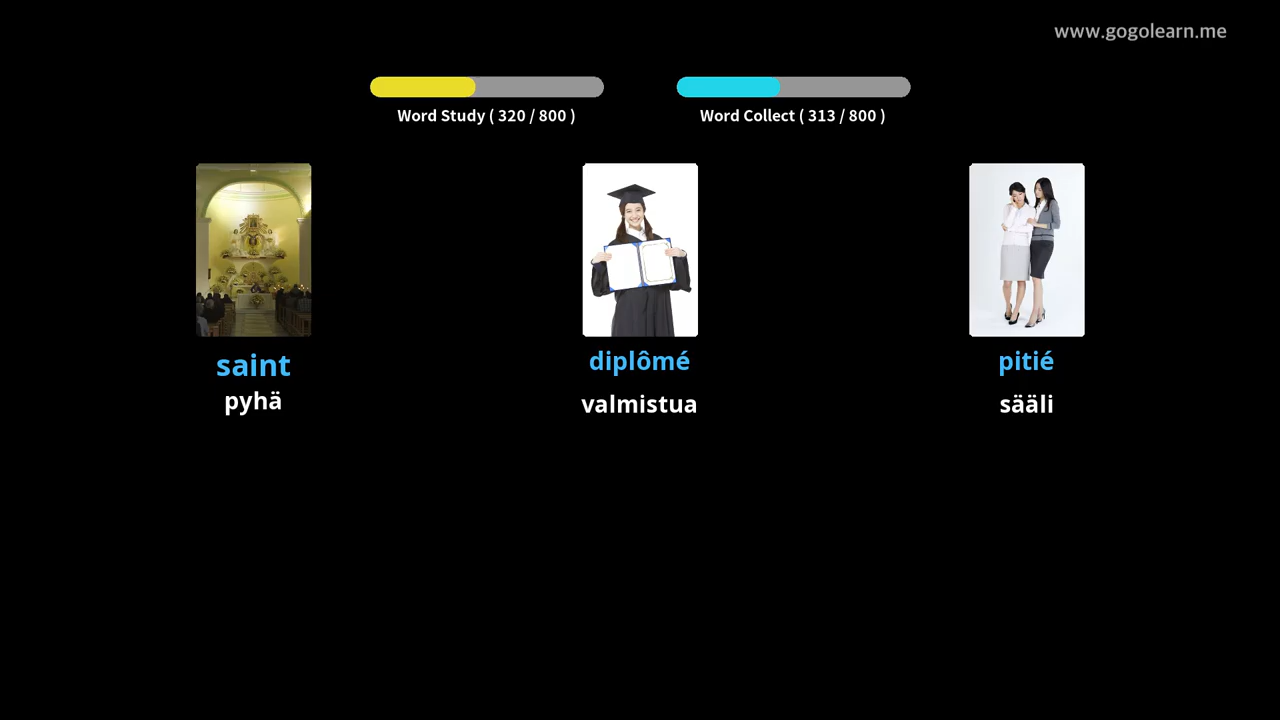 www.gogolearn.me
Word Study ( 320 / 800 )
Word Collect ( 313 / 800 )
saint
pyhä
diplômé
valmistua
pitié
sääli